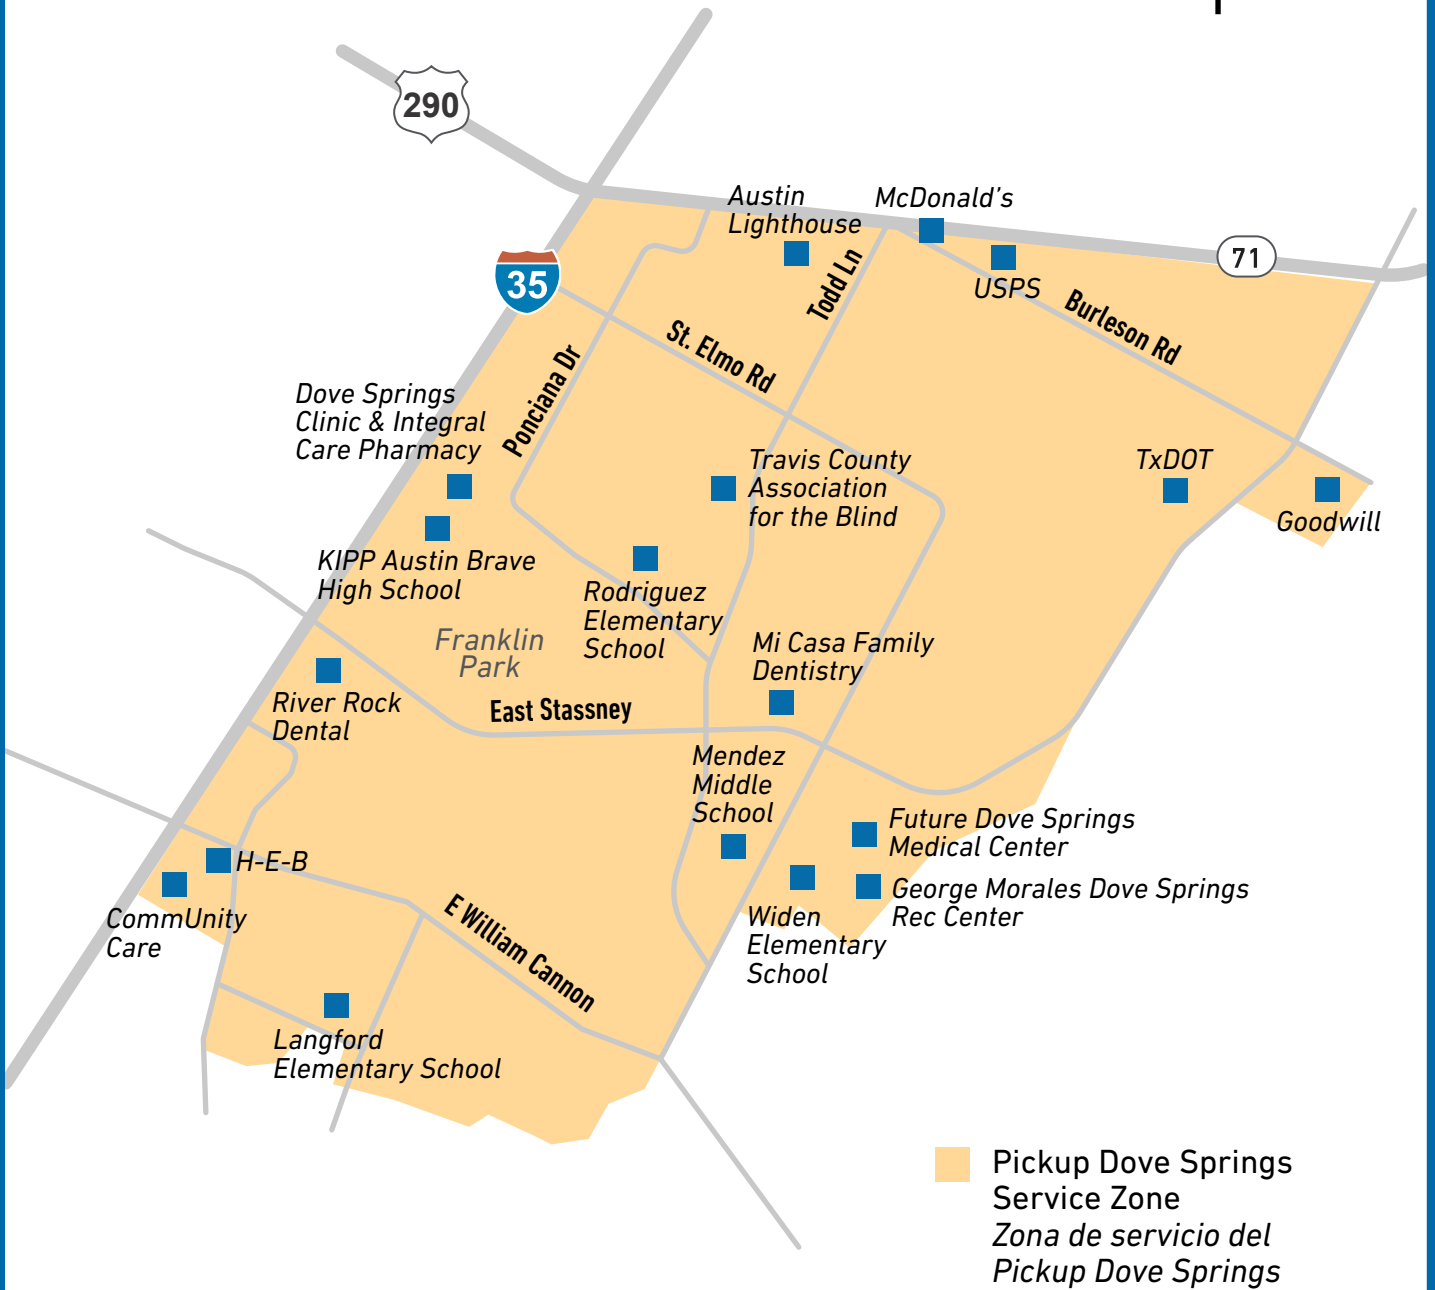 290
Austin
Lighthouse
McDonald's
71
35
Todd Ln
USPS
Burleson Rd
St. Elmo Rd
Ponciana Dr
Dove Springs
Clinic & Integral
Care Pharmacy
Travis County
Association
for the Blind
TxDOT
Goodwill
KIPP Austin Brave
High School
Rodriguez
Elementary
School
Franklin
Park
Mi Casa Family
Dentistry
River Rock
Dental
East Stassney
Mendez
Middle
School
Future Dove Springs
Medical Center
H-E-B
George Morales Dove Springs
Rec Center
CommUnity
Care
E William Cannon
Widen
Elementary
School
Langford
Elementary School
Pickup Dove Springs
Service Zone
Zona de servicio del
Pickup Dove Springs